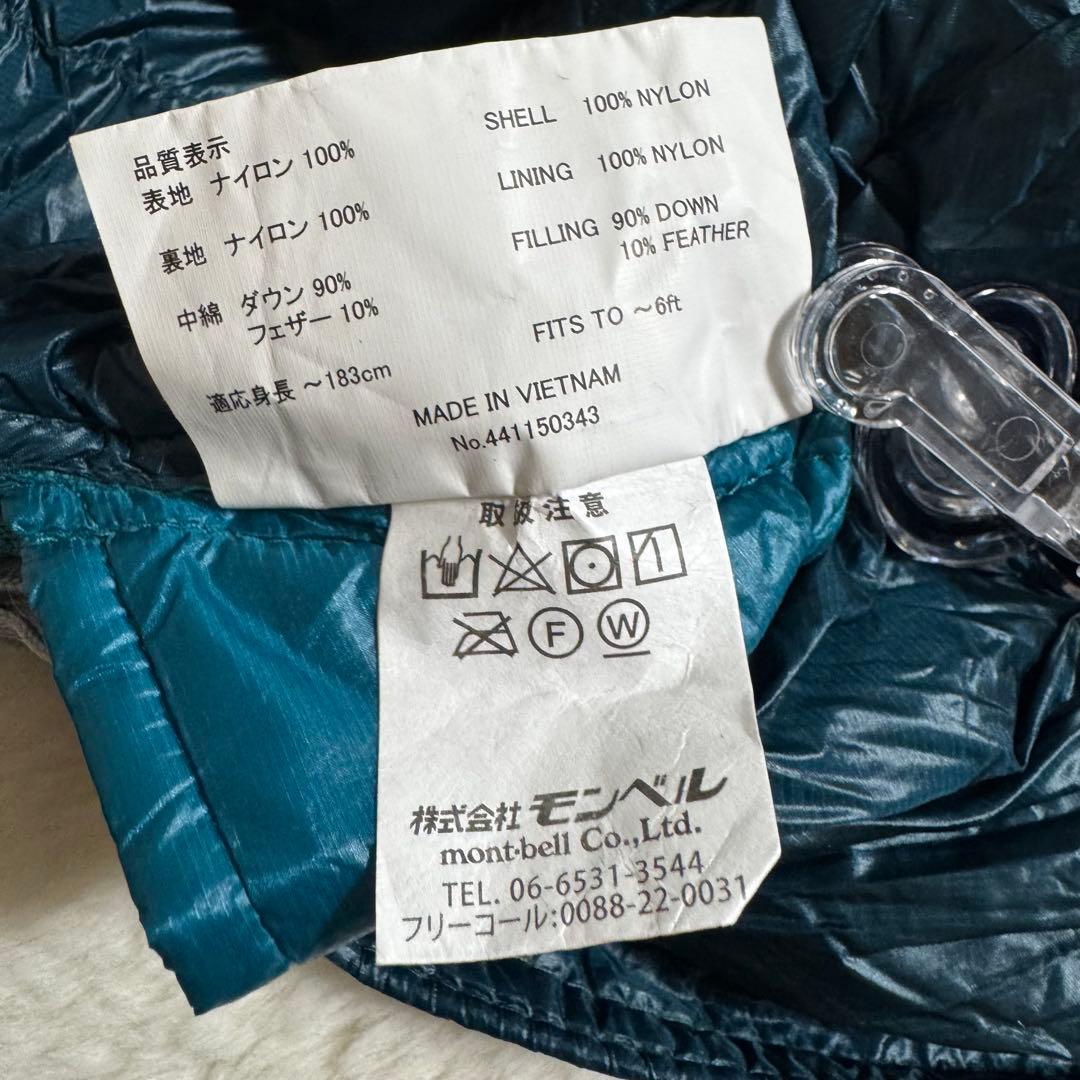 品質表示
表地 ナイロン 100%
裏地 ナイロン 100%
中綿 ダウン 90%
フェザー 10%
適応身長 ～183cm
SHELL 100% NYLON
LINING 100% NYLON
FILLING 90% DOWN
10% FEATHER
FITS TO ～6ft
MADE IN VIETNAM
No.441150343
取扱注意
F W
株式会社 モンベル
mont-bell Co.,Ltd.
TEL. 06-6531-3544
フリーコール:0088-22-0031